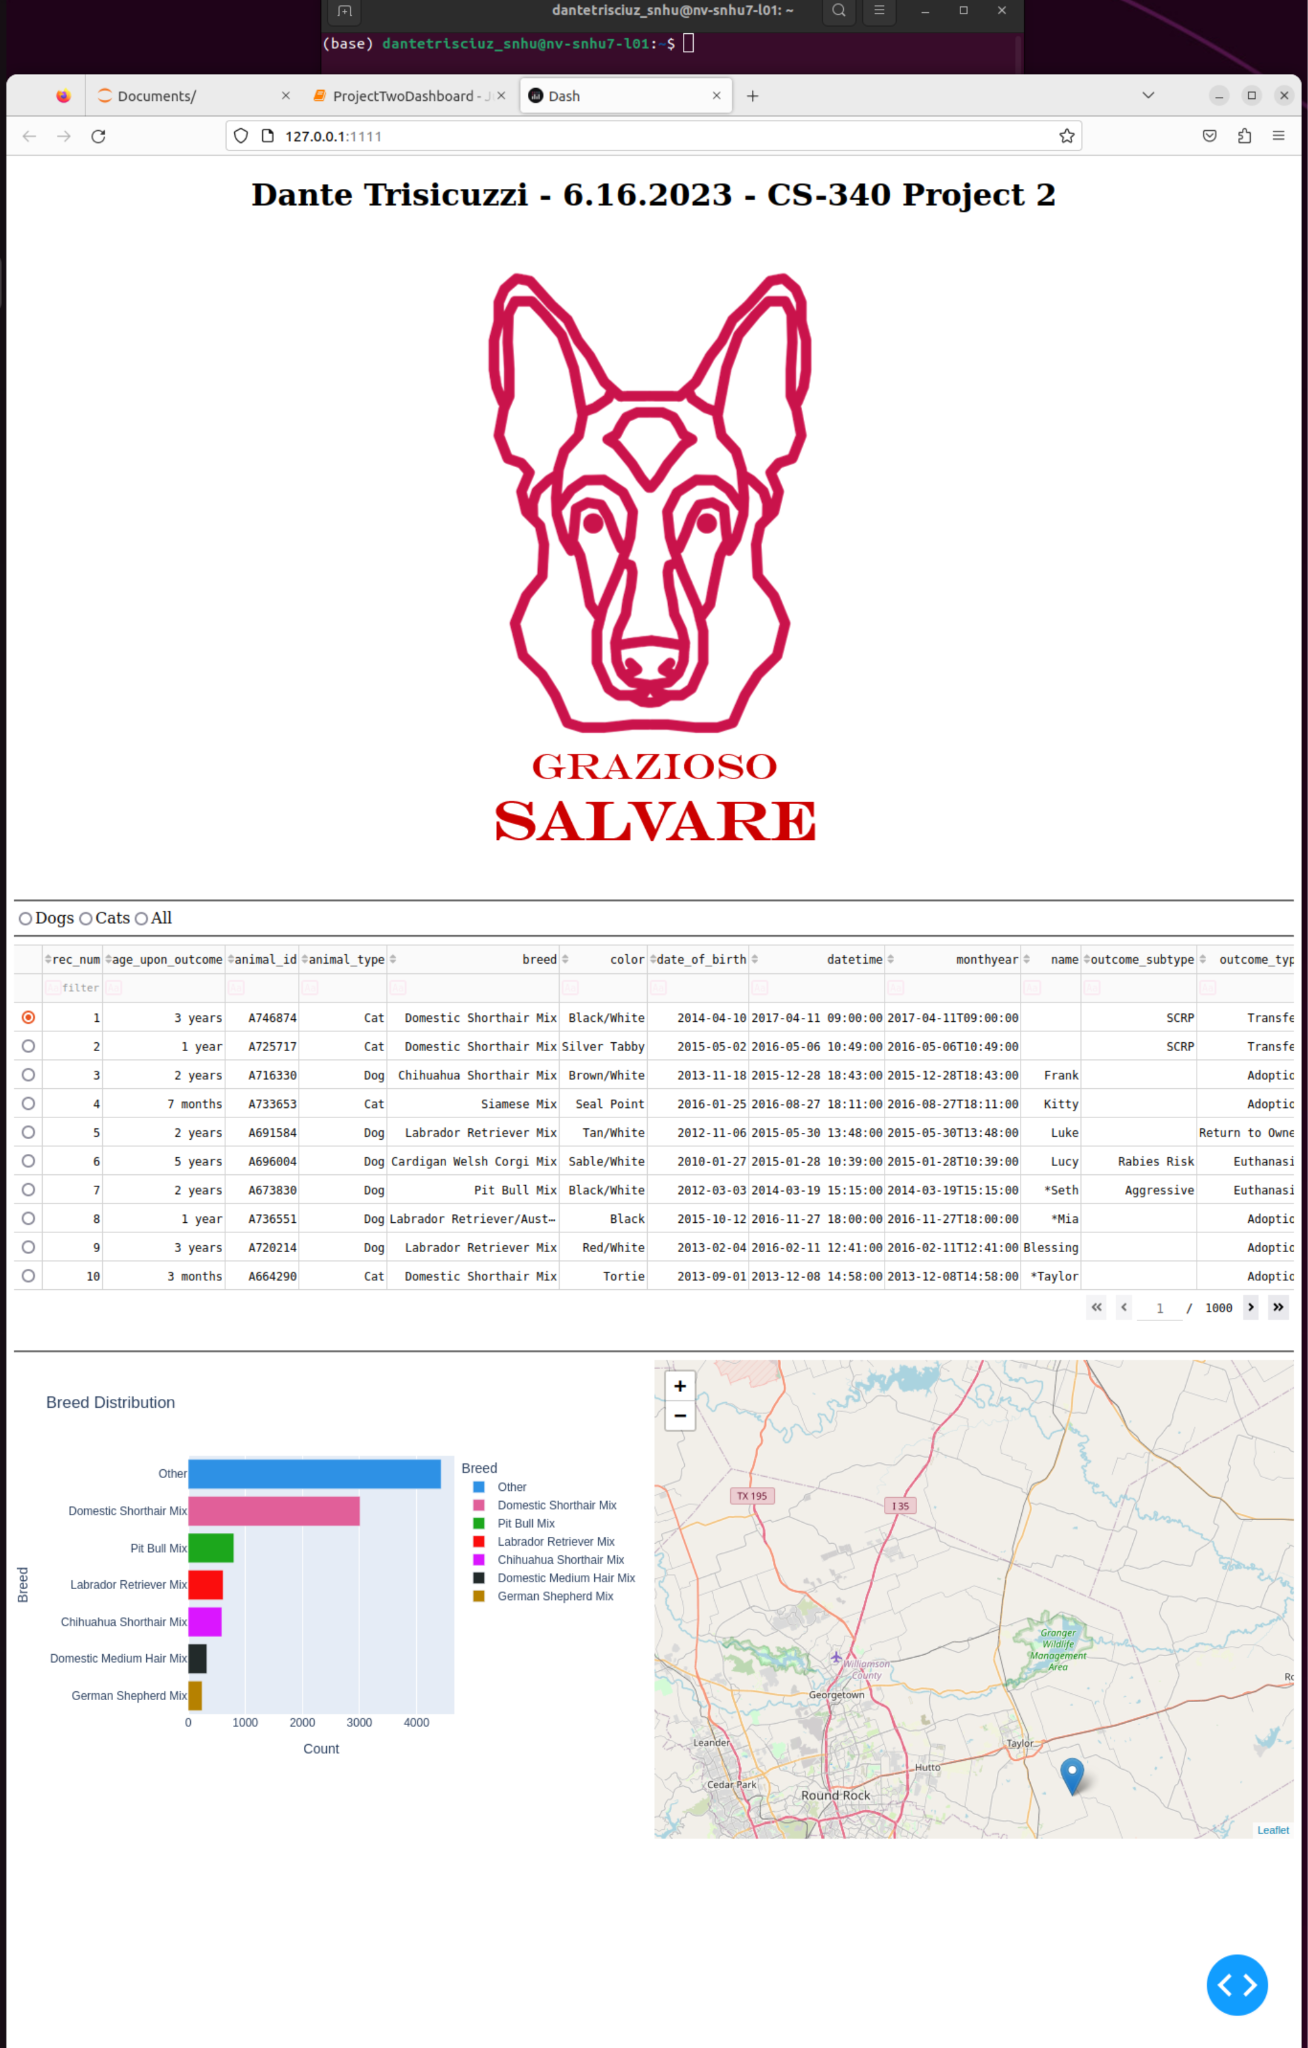 dantetrisciuz_snhu@nv-snhu7-l01: ~
(base) dantetrisciuz_snhu@nv-snhu7-l01:~$
Documents/
ProjectTwoDashboard - J
Dash
127.0.0.1:1111
Dante Trisicuzzi - 6.16.2023 - CS-340 Project 2
GRAZIOSO
SALVARE
Dogs Cats All
rec_num age_upon_outcome animal_id animal_type breed color date_of_birth datetime monthyear name outcome_subtype outcome_typ
Aa filter Aa Aa Aa Aa Aa Aa Aa Aa Aa Aa
1 3 years A746874 Cat Domestic Shorthair Mix Black/White 2014-04-10 2017-04-11 09:00:00 2017-04-11T09:00:00 SCRP Transfe
2 1 year A725717 Cat Domestic Shorthair Mix Silver Tabby 2015-05-02 2016-05-06 10:49:00 2016-05-06T10:49:00 SCRP Transfe
3 2 years A716330 Dog Chihuahua Shorthair Mix Brown/White 2013-11-18 2015-12-28 18:43:00 2015-12-28T18:43:00 Frank Adoptio
4 7 months A733653 Cat Siamese Mix Seal Point 2016-01-25 2016-08-27 18:11:00 2016-08-27T18:11:00 Kitty Adoptio
5 2 years A691584 Dog Labrador Retriever Mix Tan/White 2012-11-06 2015-05-30 13:48:00 2015-05-30T13:48:00 Luke Return to Owne
6 5 years A696004 Dog Cardigan Welsh Corgi Mix Sable/White 2010-01-27 2015-01-28 10:39:00 2015-01-28T10:39:00 Lucy Rabies Risk Euthanasi
7 2 years A673830 Dog Pit Bull Mix Black/White 2012-03-03 2014-03-19 15:15:00 2014-03-19T15:15:00 *Seth Aggressive Euthanasi
8 1 year A736551 Dog Labrador Retriever/Aust… Black 2015-10-12 2016-11-27 18:00:00 2016-11-27T18:00:00 *Mia Adoptio
9 3 years A720214 Dog Labrador Retriever Mix Red/White 2013-02-04 2016-02-11 12:41:00 2016-02-11T12:41:00 Blessing Adoptio
10 3 months A664290 Cat Domestic Shorthair Mix Tortie 2013-09-01 2013-12-08 14:58:00 2013-12-08T14:58:00 *Taylor Adoptio
« ‹ 1 / 1000 › »
Breed Distribution
Breed
Other
Domestic Shorthair Mix
Pit Bull Mix
Labrador Retriever Mix
Chihuahua Shorthair Mix
Domestic Medium Hair Mix
German Shepherd Mix
0 1000 2000 3000 4000
Count
Breed
Other
Domestic Shorthair Mix
Pit Bull Mix
Labrador Retriever Mix
Chihuahua Shorthair Mix
Domestic Medium Hair Mix
German Shepherd Mix
+
−
TX 195
I 35
Granger
Wildlife
Management
Area
Williamson
County
Ro
Georgetown
Leander
Taylor
Hutto
Cedar Park
Round Rock
Leaflet